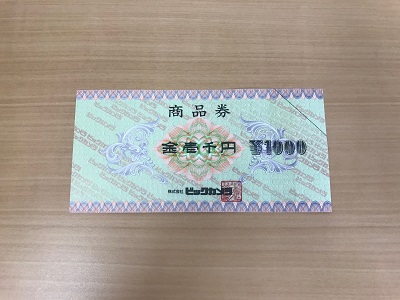 商品券
金壱千円 ¥1000
株式会社 ビックカメラ